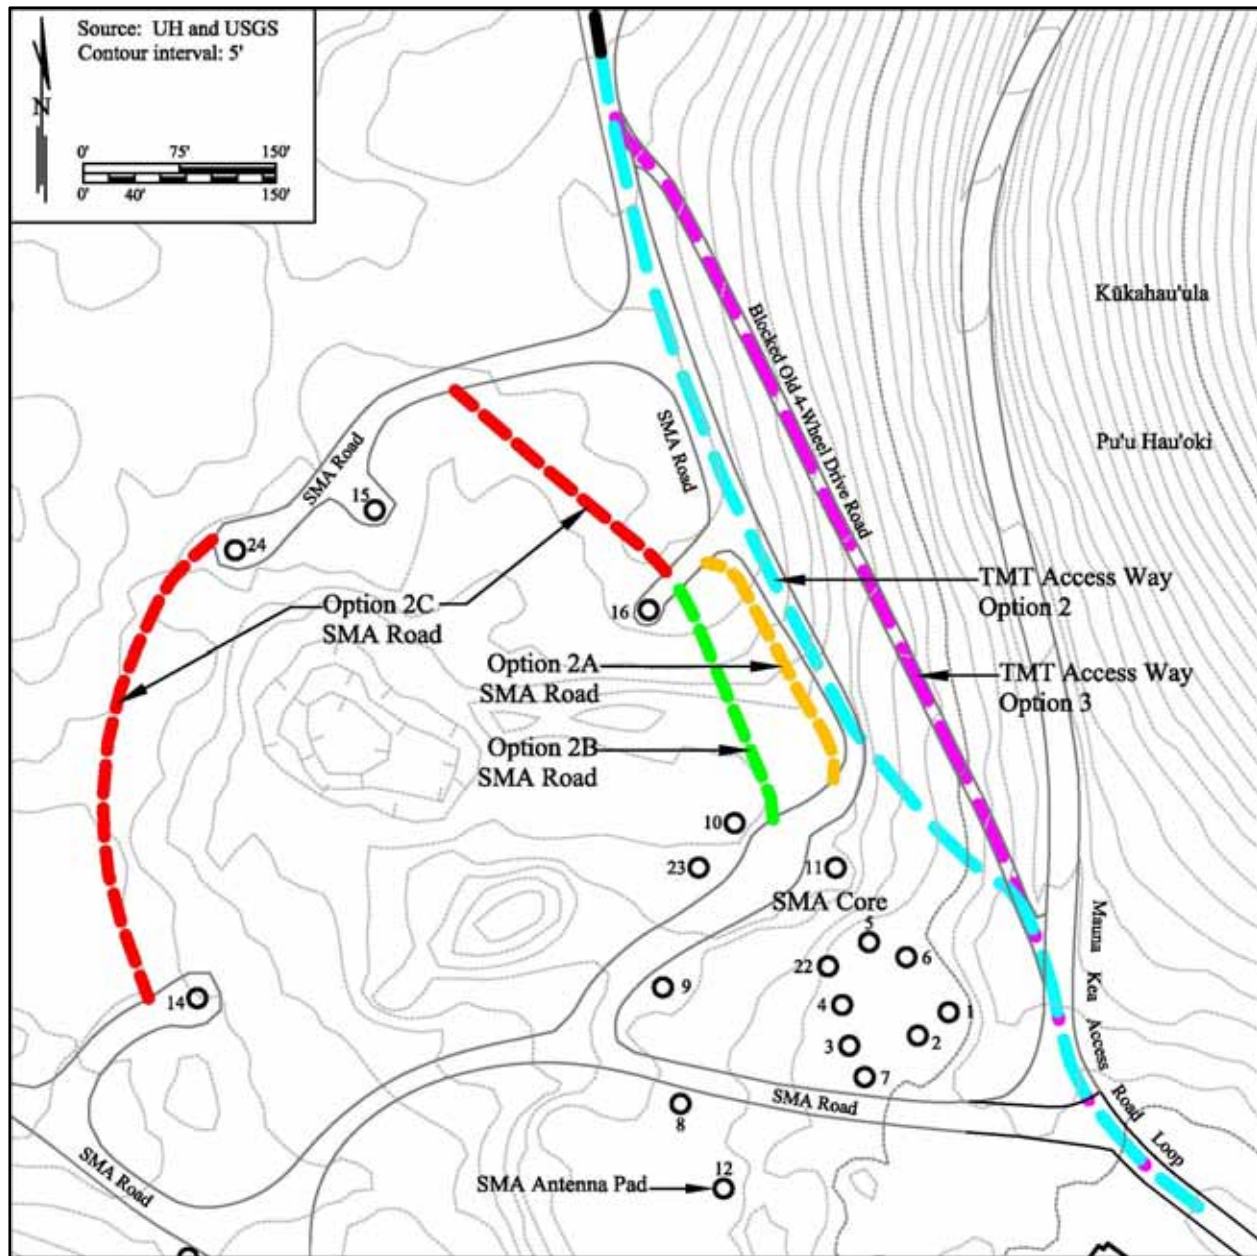 Source: UH and USGS
Contour interval: 5'
N
0' 75' 150'
0' 40' 150'
Kūkahau'ula
Blocked Old 4-Wheel Drive Road
SMA Road
Pu'u Hau'oki
SMA Road
15
24
TMT Access Way
Option 2
Option 2C
SMA Road
16
Option 2A
SMA Road
TMT Access Way
Option 3
Option 2B
SMA Road
10
23
11
SMA Core
5
6
22
9
4
1
14
2
3
7
Mauna Kea Access Road Loop
SMA Road
8
SMA Road
12
SMA Antenna Pad